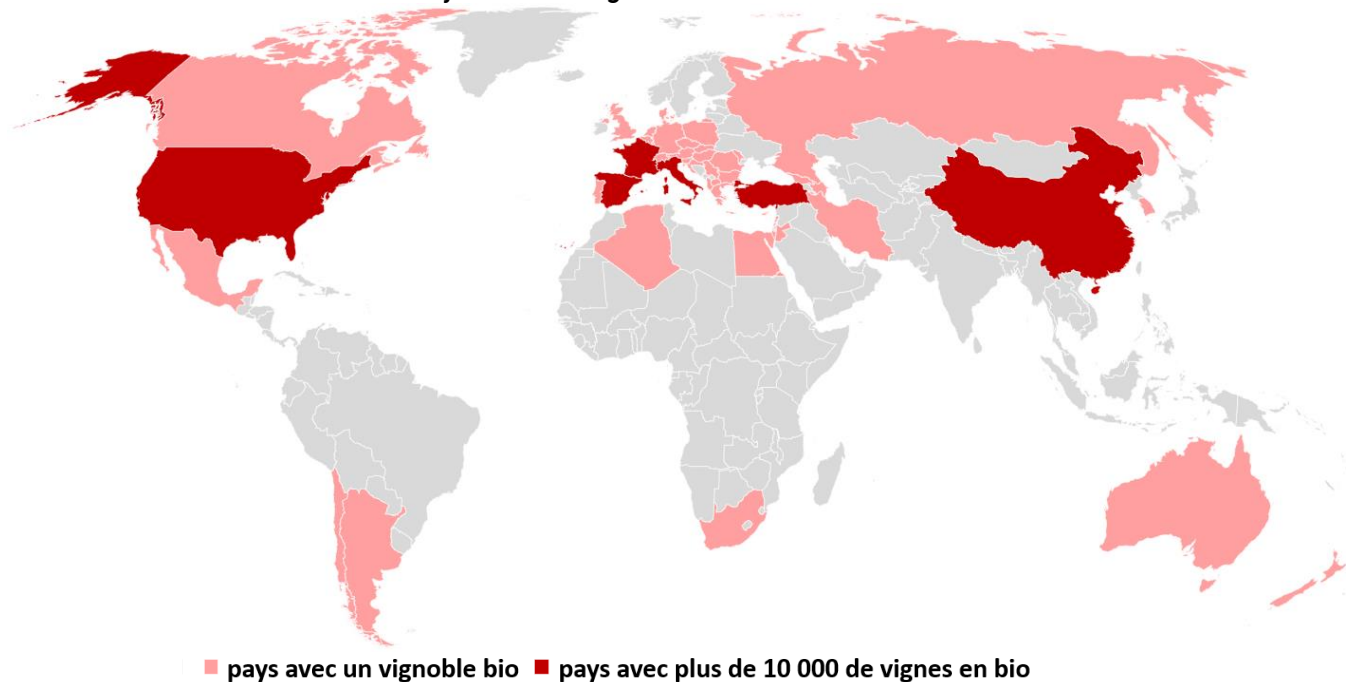 pays avec un vignoble bio
pays avec plus de 10 000 de vignes en bio